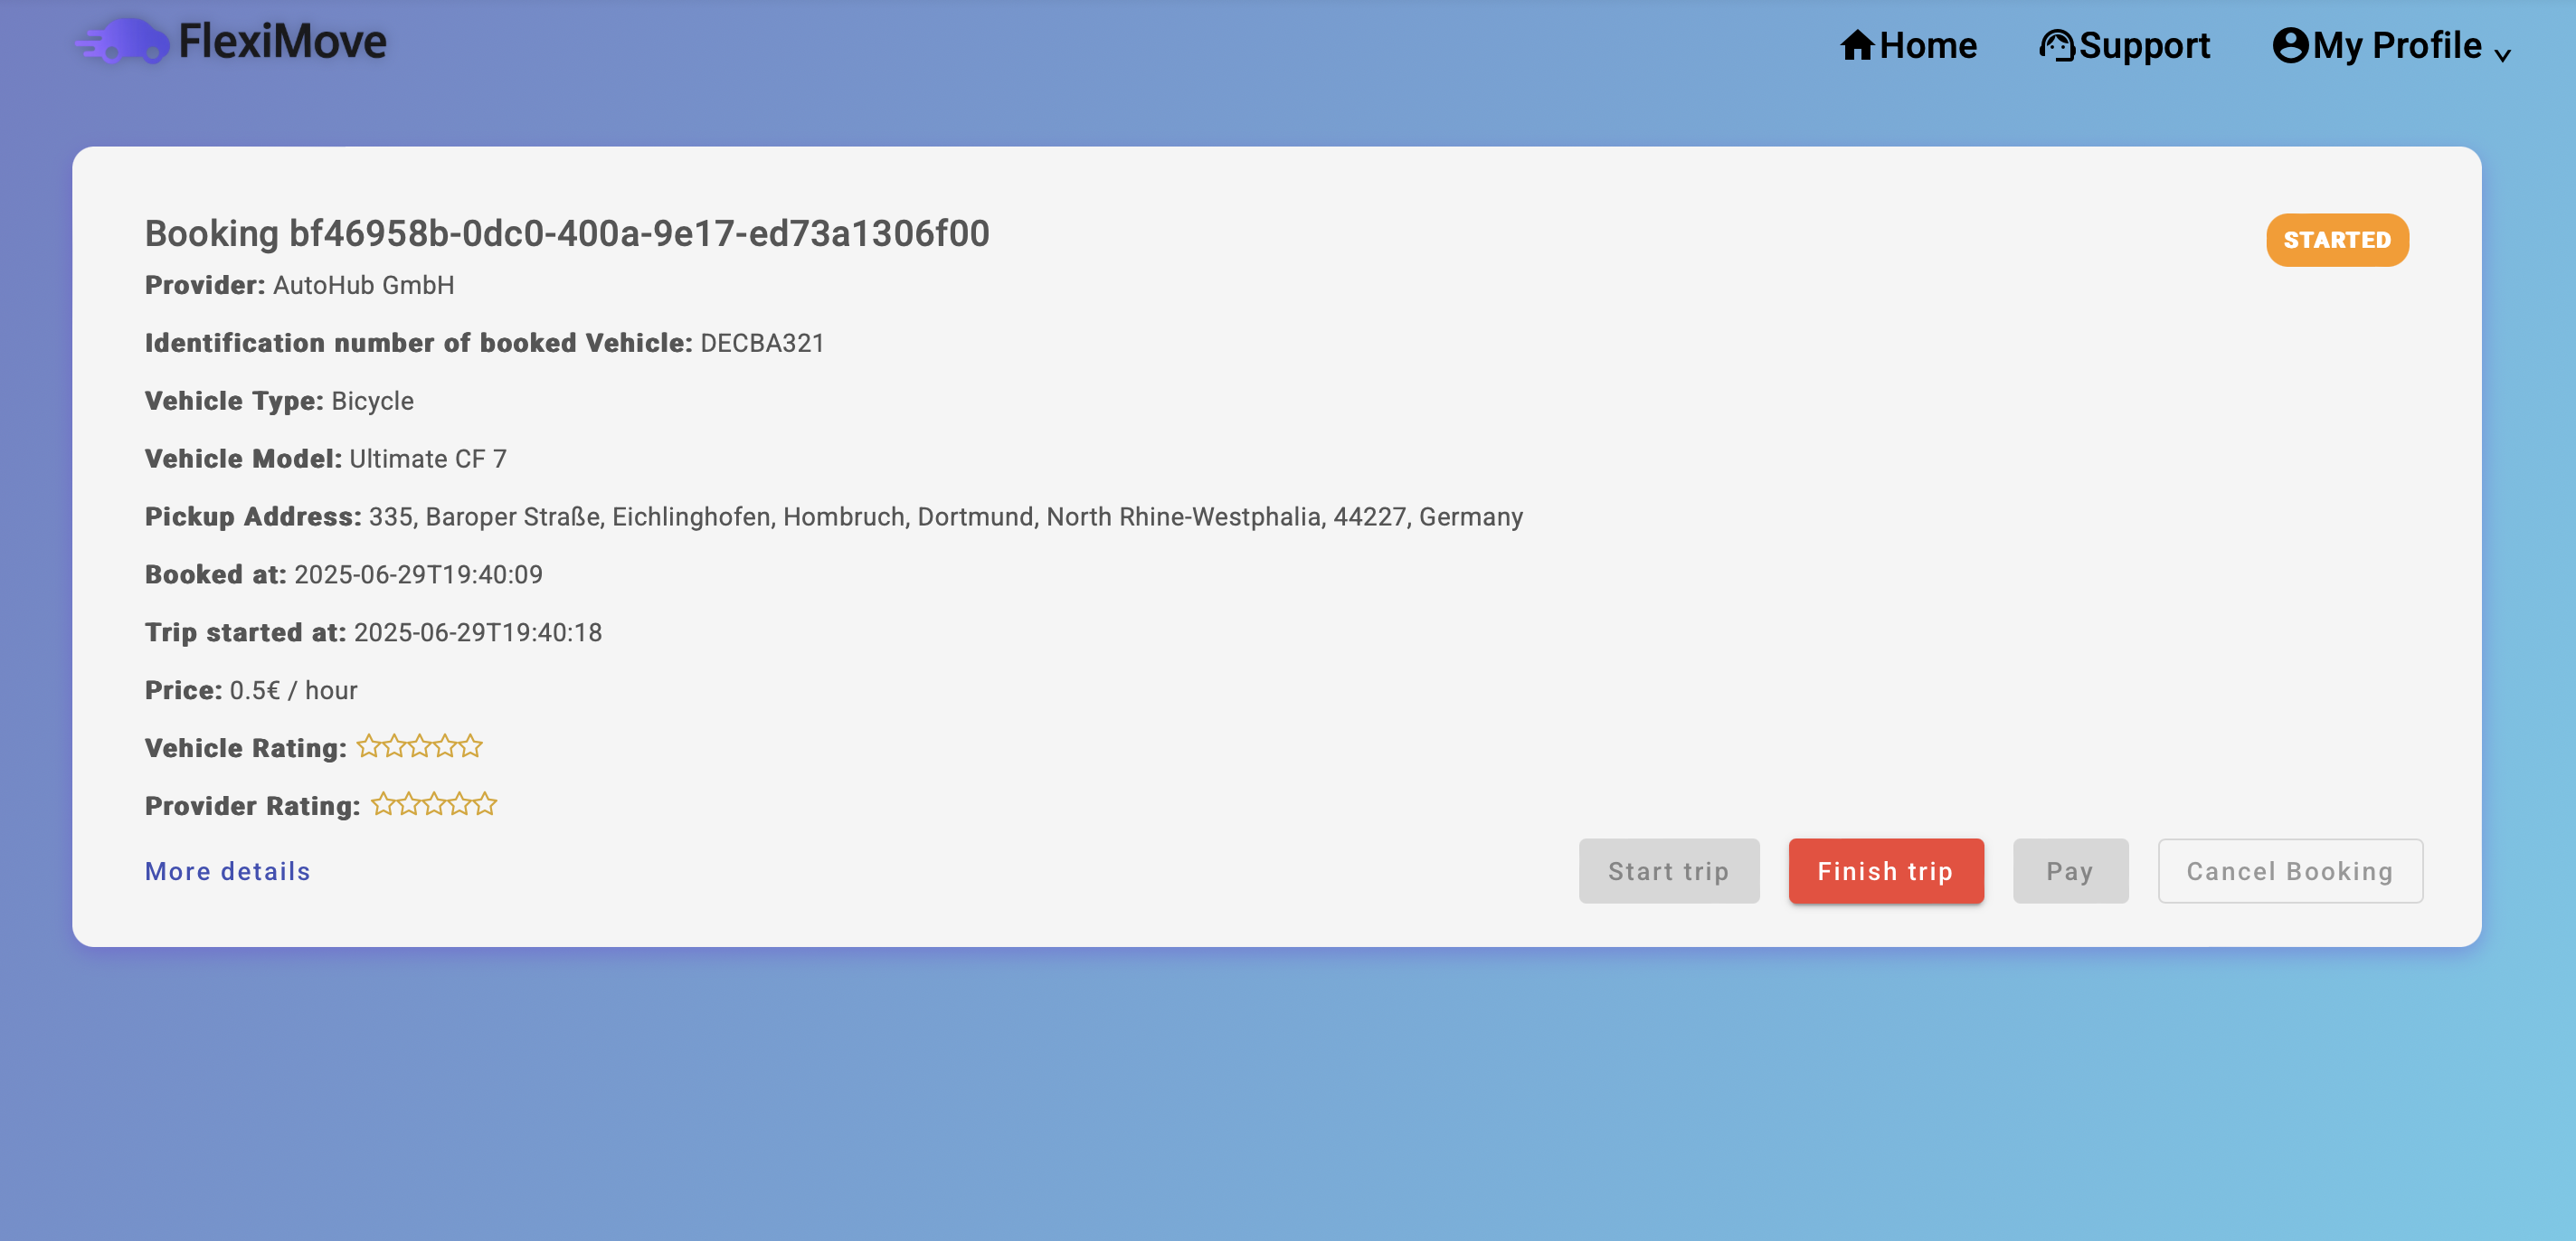 FlexiMove
Home Support My Profile
Booking bf46958b-0dc0-400a-9e17-ed73a1306f00
STARTED
Provider: AutoHub GmbH
Identification number of booked Vehicle: DECBA321
Vehicle Type: Bicycle
Vehicle Model: Ultimate CF 7
Pickup Address: 335, Baroper Straße, Eichlinghofen, Hombruch, Dortmund, North Rhine-Westphalia, 44227, Germany
Booked at: 2025-06-29T19:40:09
Trip started at: 2025-06-29T19:40:18
Price: 0.5€ / hour
Vehicle Rating:
Provider Rating:
More details
Start trip Finish trip Pay Cancel Booking